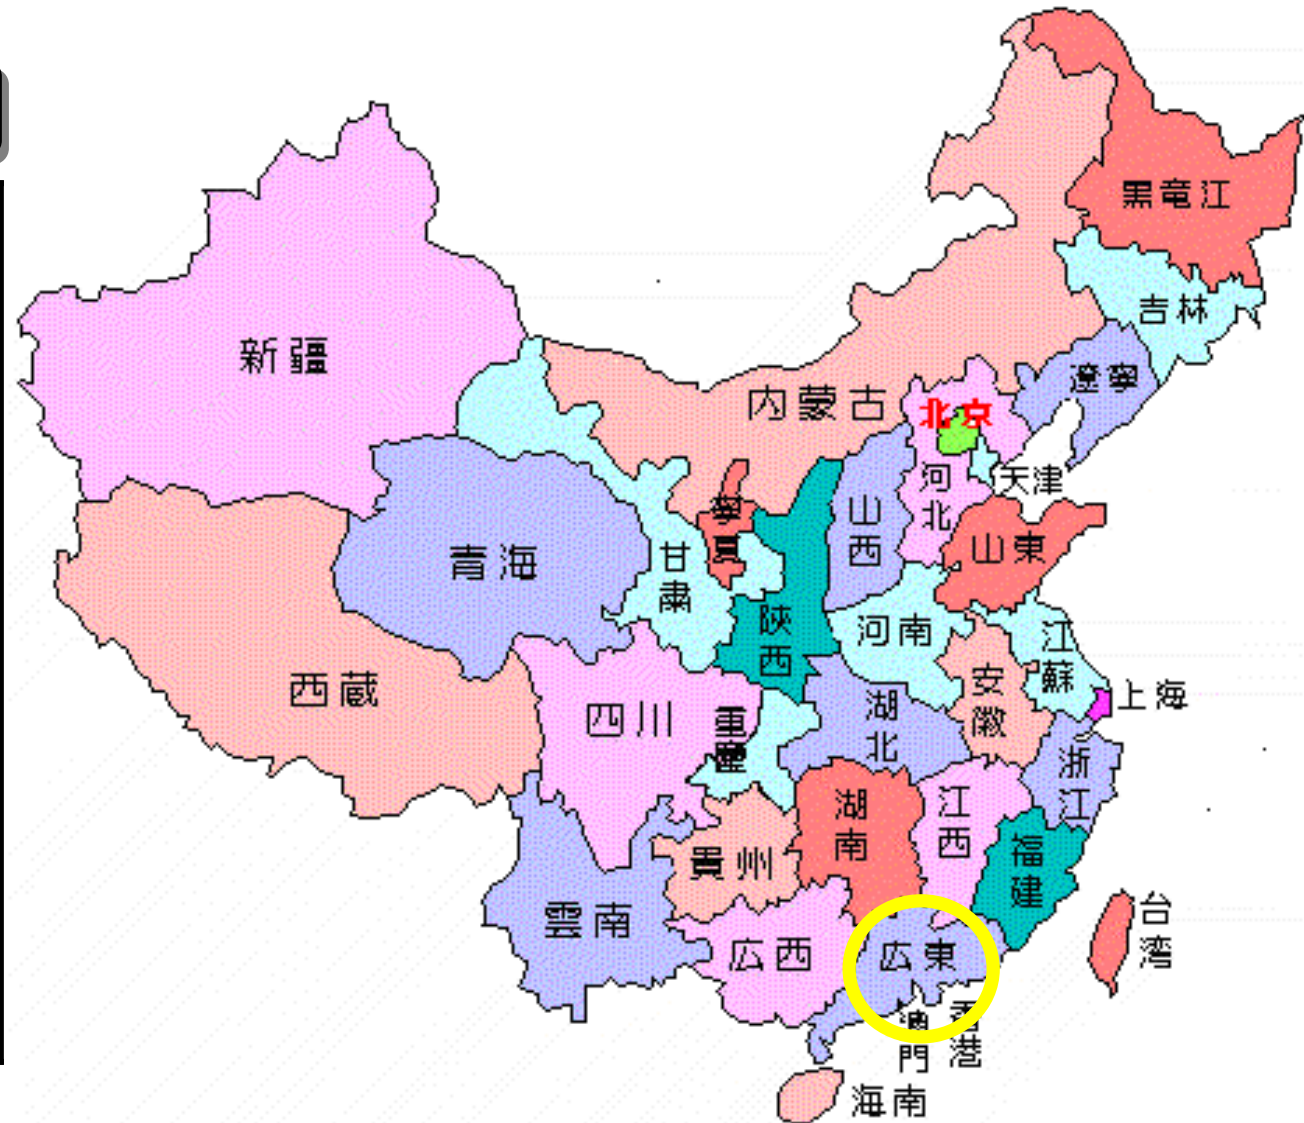 黒竜江
吉林
遼寧
新疆
内蒙古
北京
河北
天津
山西
山東
青海
甘粛
寧夏
陝西
河南
江蘇
安徽
上海
西蔵
四川
重慶
湖北
浙江
湖南
江西
福建
貴州
雲南
広西
広東
台湾
澳門
香港
海南